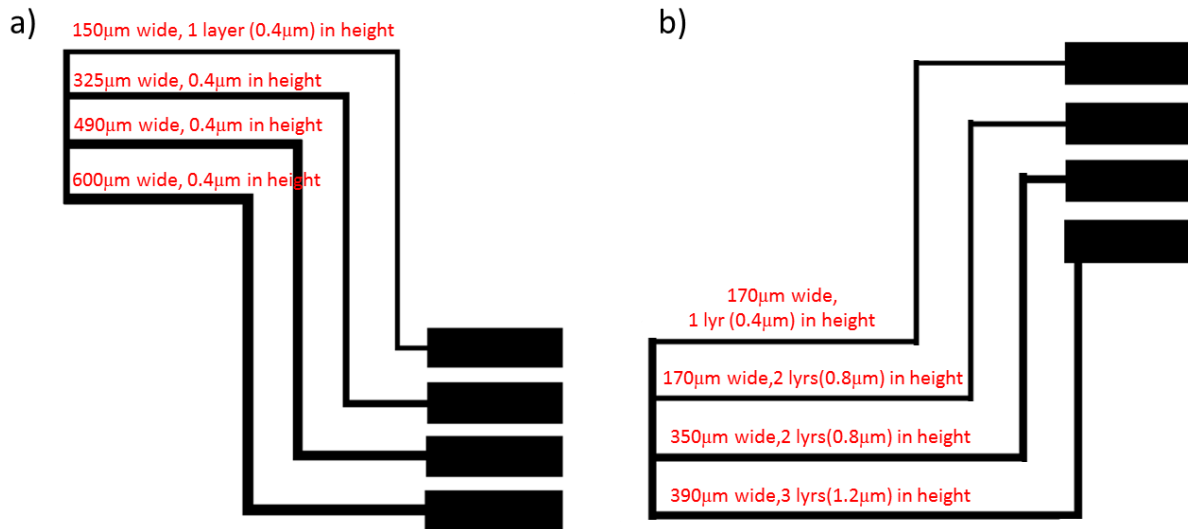 a)
150μm wide, 1 layer (0.4μm) in height
325μm wide, 0.4μm in height
490μm wide, 0.4μm in height
600μm wide, 0.4μm in height
b)
170μm wide,
1 lyr (0.4μm) in height
170μm wide,2 lyrs(0.8μm) in height
350μm wide,2 lyrs(0.8μm) in height
390μm wide,3 lyrs(1.2μm) in height